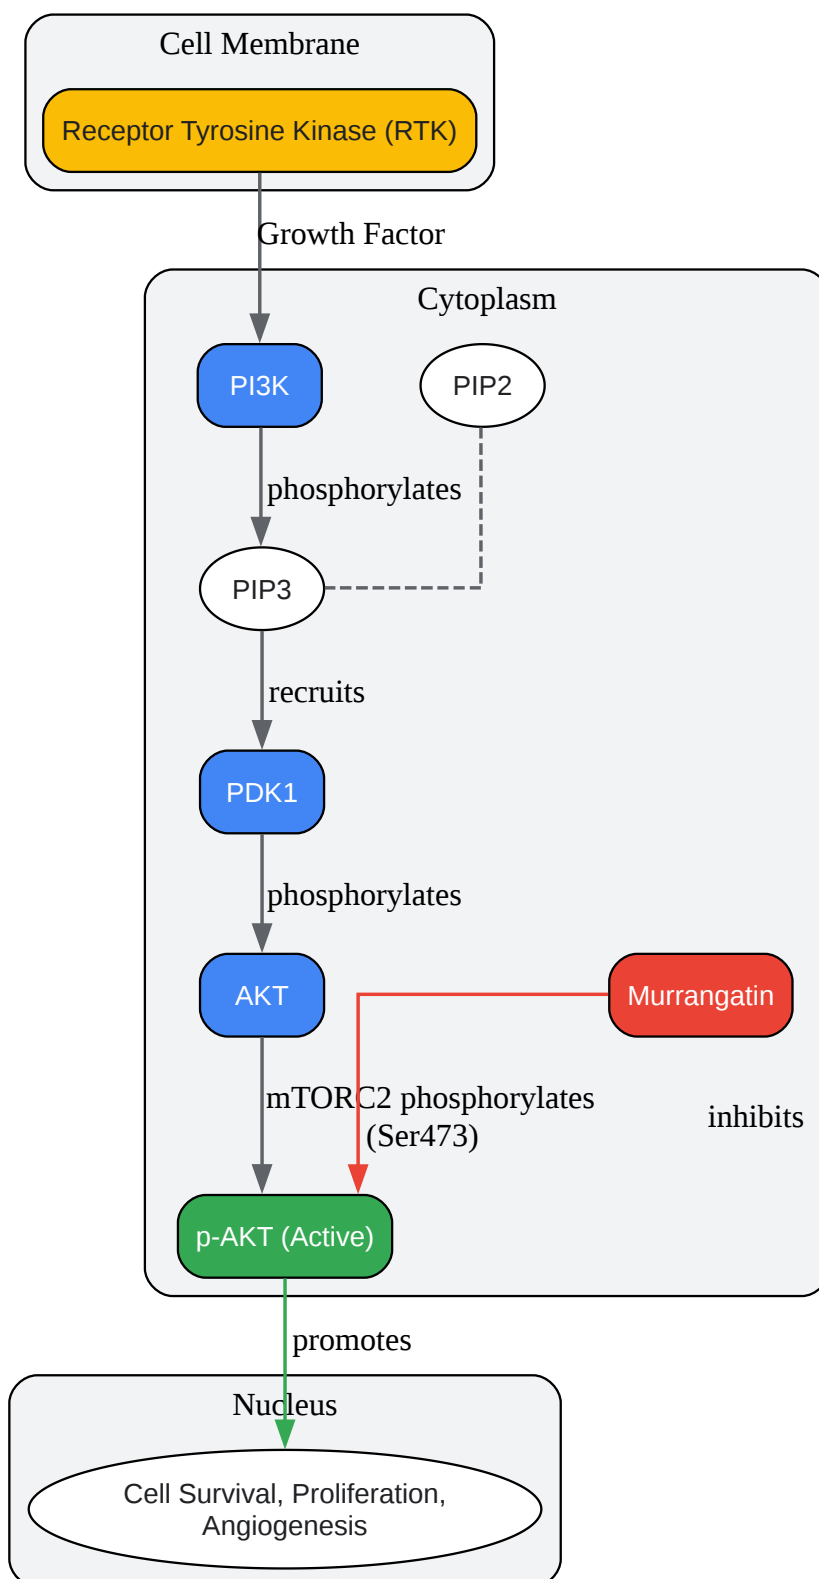 Cell Membrane
Receptor Tyrosine Kinase (RTK)
Growth Factor
Cytoplasm
PI3K
PIP2
phosphorylates
PIP3
recruits
PDK1
phosphorylates
AKT
Murrangatin
mTORC2 phosphorylates
(Ser473)
inhibits
p-AKT (Active)
promotes
Nucleus
Cell Survival, Proliferation,
Angiogenesis